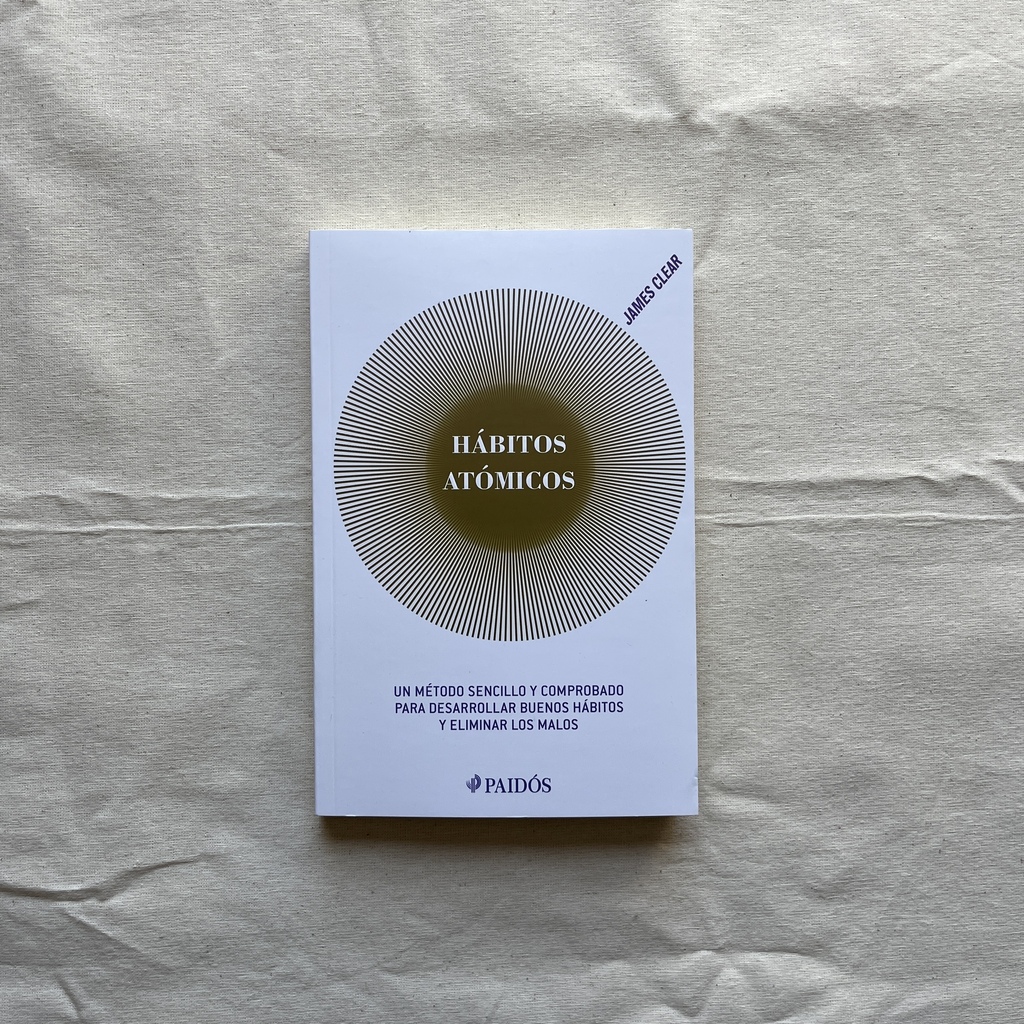 JAMES CLEAR
HÁBITOS
ATÓMICOS
UN MÉTODO SENCILLO Y COMPROBADO
PARA DESARROLLAR BUENOS HÁBITOS
Y ELIMINAR LOS MALOS
PAIDÓS